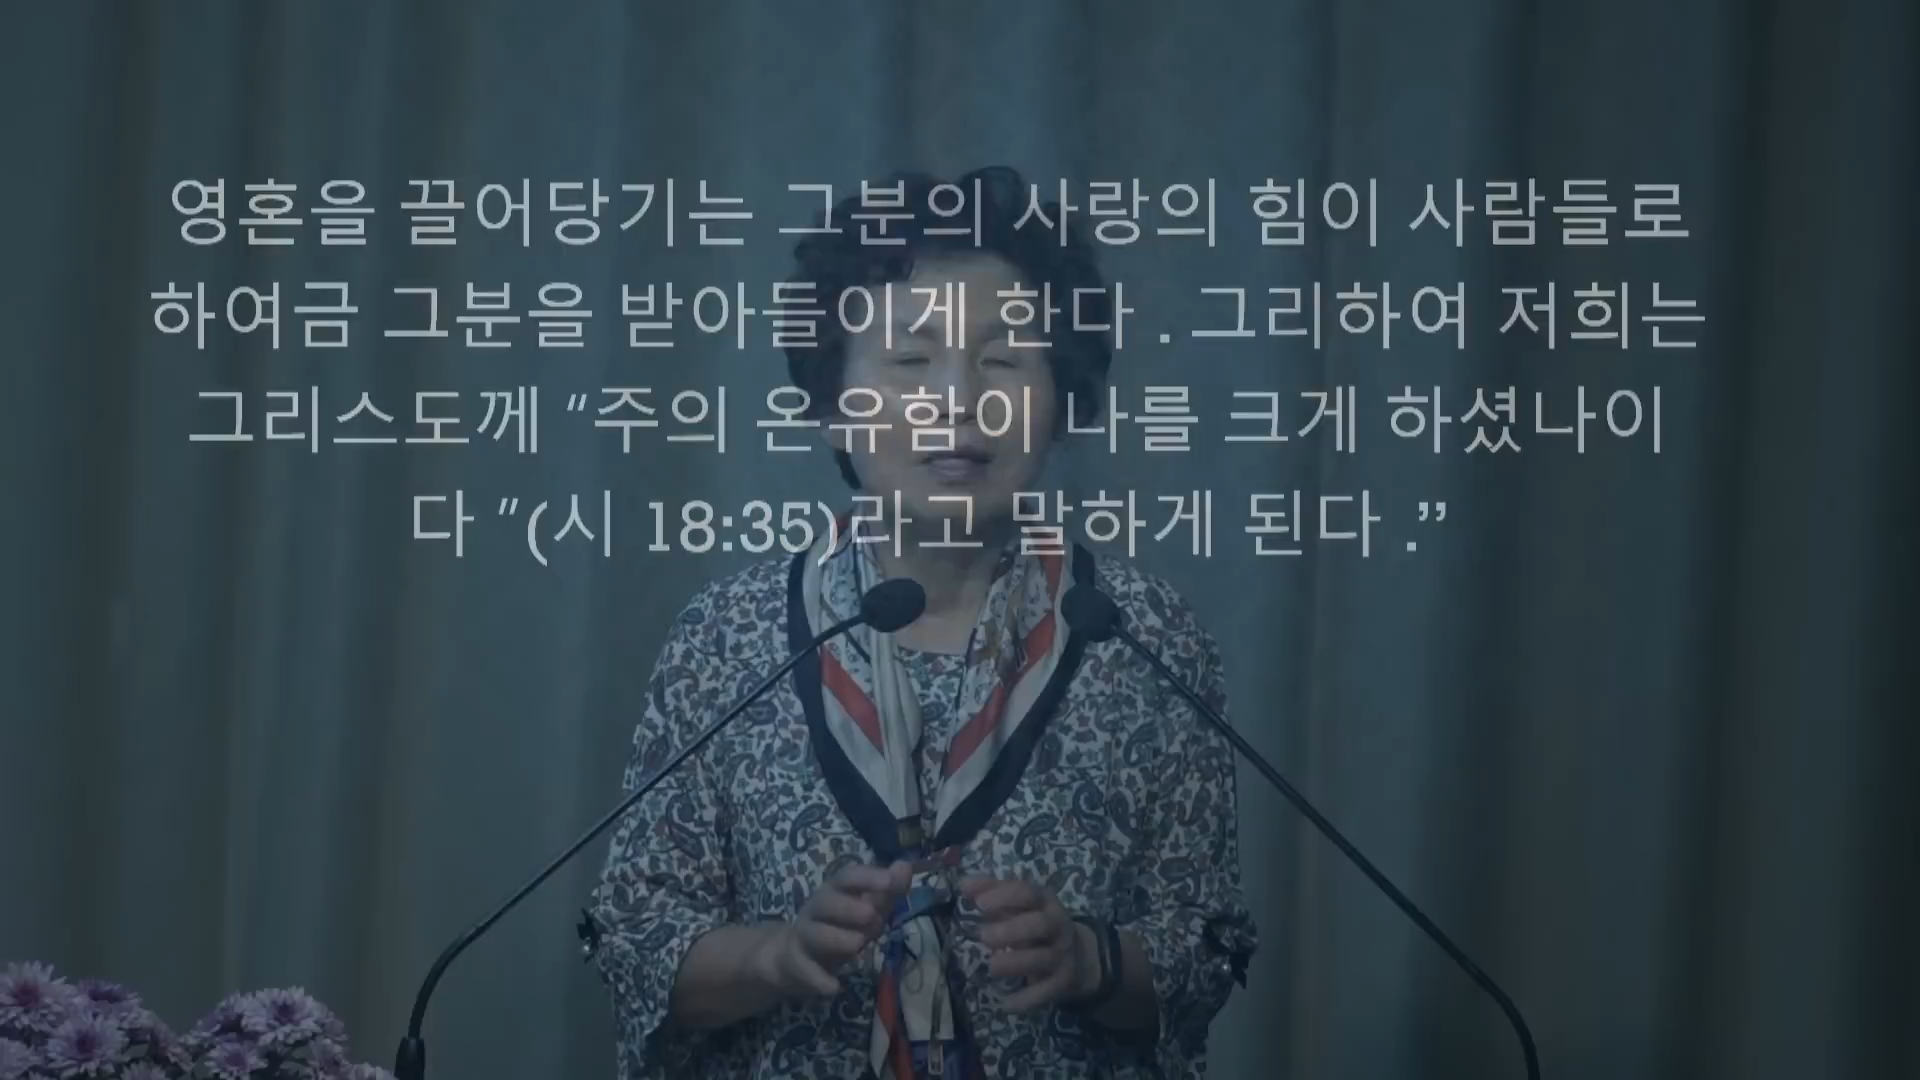 영혼을 끌어당기는 그분의 사랑의 힘이 사람들로
하여금 그분을 받아들이게 한다 . 그리하여 저희는
그리스도께 “주의 온유함이 나를 크게 하셨나이
다 ”(시 18:35)라고 말하게 된다 .”